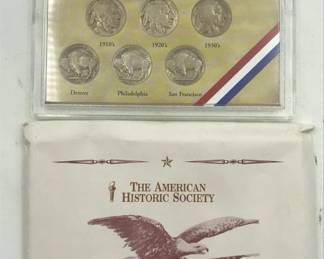 1910's 1920's 1930's
Denver Philadelphia San Francisco
THE AMERICAN
HISTORIC SOCIETY